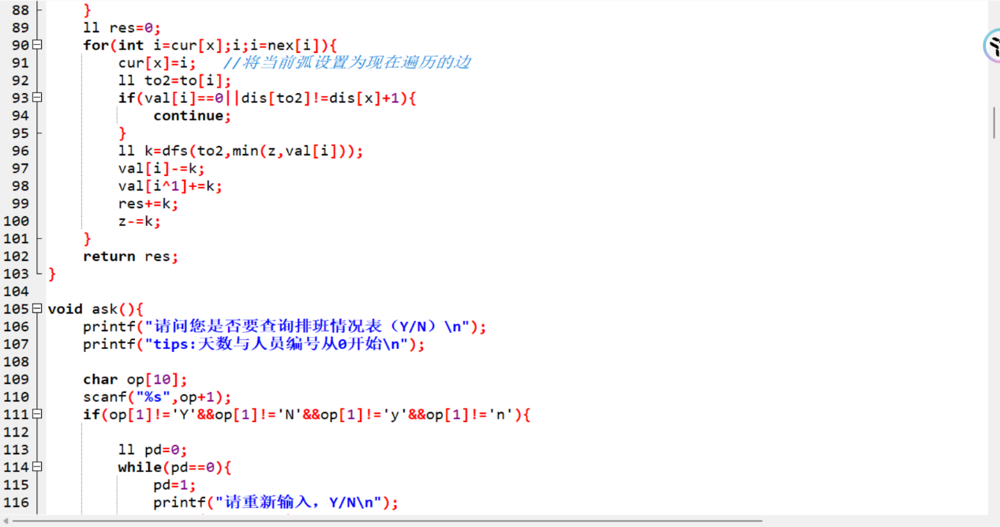 88 }
89 ll res=0;
90 for(int i=cur[x];i;i=nex[i]){
91 cur[x]=i; //将当前弧设置为现在遍历的边
92 ll to2=to[i];
93 if(val[i]==0||dis[to2]!=dis[x]+1){
94 continue;
95 }
96 ll k=dfs(to2,min(z,val[i]));
97 val[i]-=k;
98 val[i^1]+=k;
99 res+=k;
100 z-=k;
101 }
102 return res;
103 }
104
105 void ask(){
106 printf("请问您是否要查询排班情况表（Y/N）\n");
107 printf("tips:天数与人员编号从0开始\n");
108
109 char op[10];
110 scanf("%s",op+1);
111 if(op[1]!='Y'&&op[1]!='N'&&op[1]!='y'&&op[1]!='n'){
112
113 ll pd=0;
114 while(pd==0){
115 pd=1;
116 printf("请重新输入，Y/N\n");